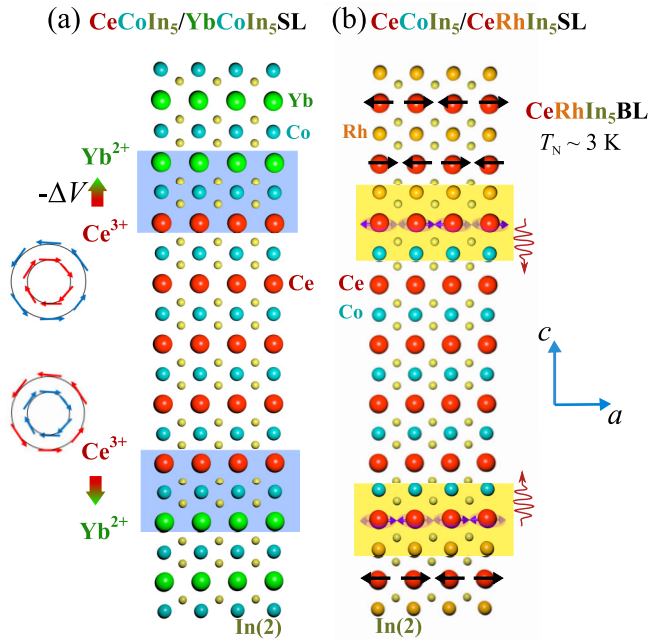 (a) CeCoIn₅/YbCoIn₅SL
(b) CeCoIn₅/CeRhIn₅SL
Yb
Co
Yb²⁺
-ΔV
Ce³⁺
Ce
Ce³⁺
Yb²⁺
In(2)
CeRhIn₅BL
T_N ~ 3 K
Rh
Ce
Co
c
a
In(2)